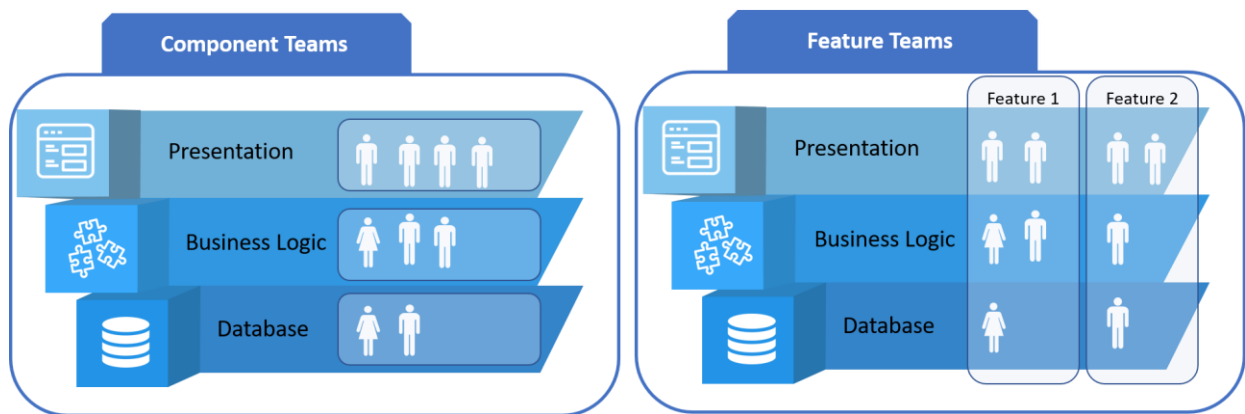 Component Teams
Presentation
Business Logic
Database
Feature Teams
Feature 1
Feature 2
Presentation
Business Logic
Database